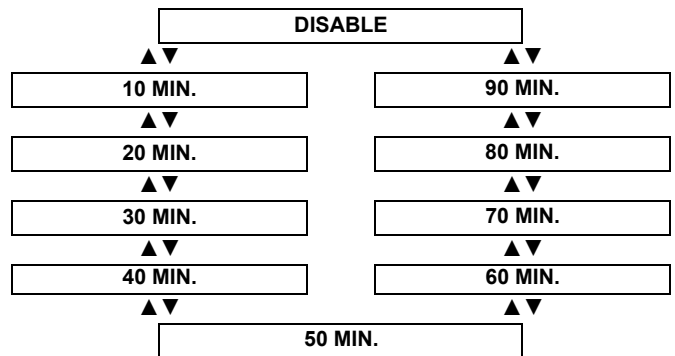 DISABLE
▲▼ ▲▼
10 MIN. 90 MIN.
▲▼ ▲▼
20 MIN. 80 MIN.
▲▼ ▲▼
30 MIN. 70 MIN.
▲▼ ▲▼
40 MIN. 60 MIN.
▲▼ ▲▼
50 MIN.